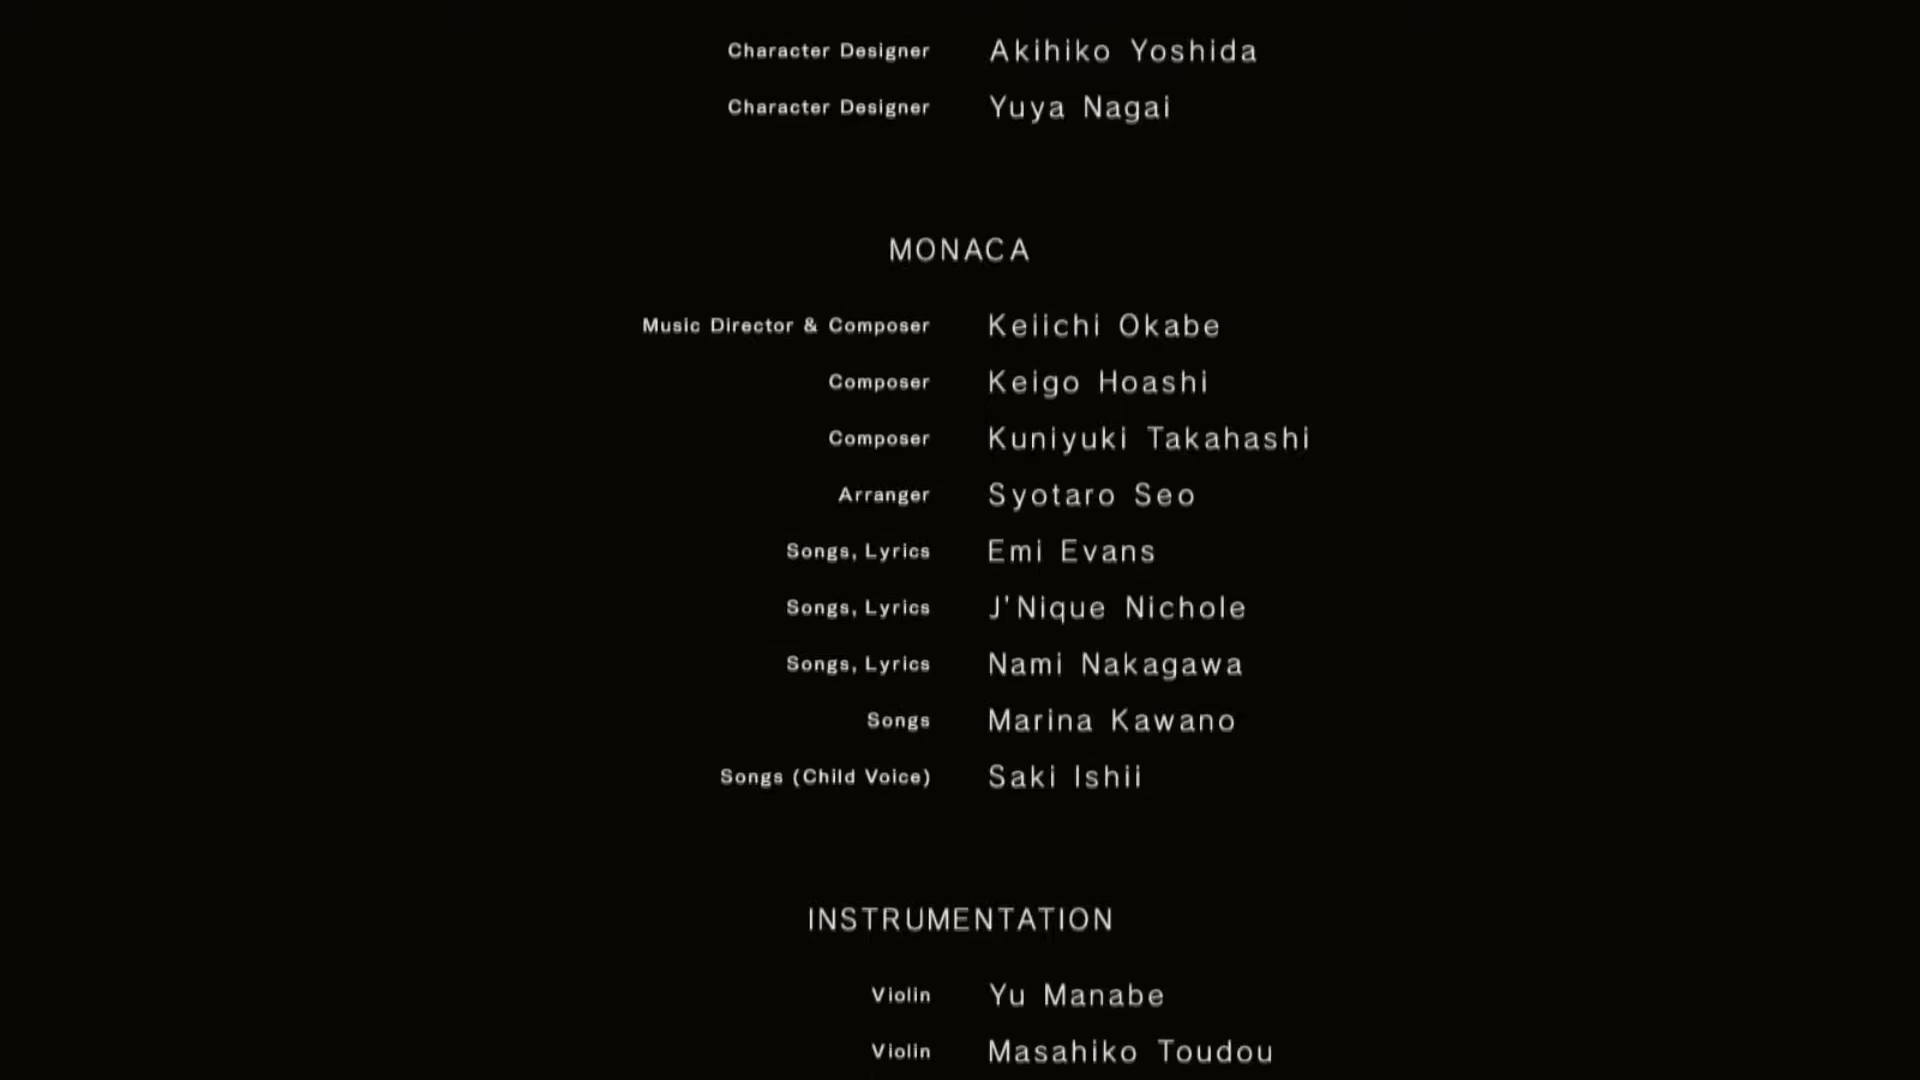 Character Designer Akihiko Yoshida
Character Designer Yuya Nagai
MONACA
Music Director & Composer Keiichi Okabe
Composer Keigo Hoashi
Composer Kuniyuki Takahashi
Arranger Syotaro Seo
Songs, Lyrics Emi Evans
Songs, Lyrics J'Nique Nichole
Songs, Lyrics Nami Nakagawa
Songs Marina Kawano
Songs (Child Voice) Saki Ishii
INSTRUMENTATION
Violin Yu Manabe
Violin Masahiko Toudou